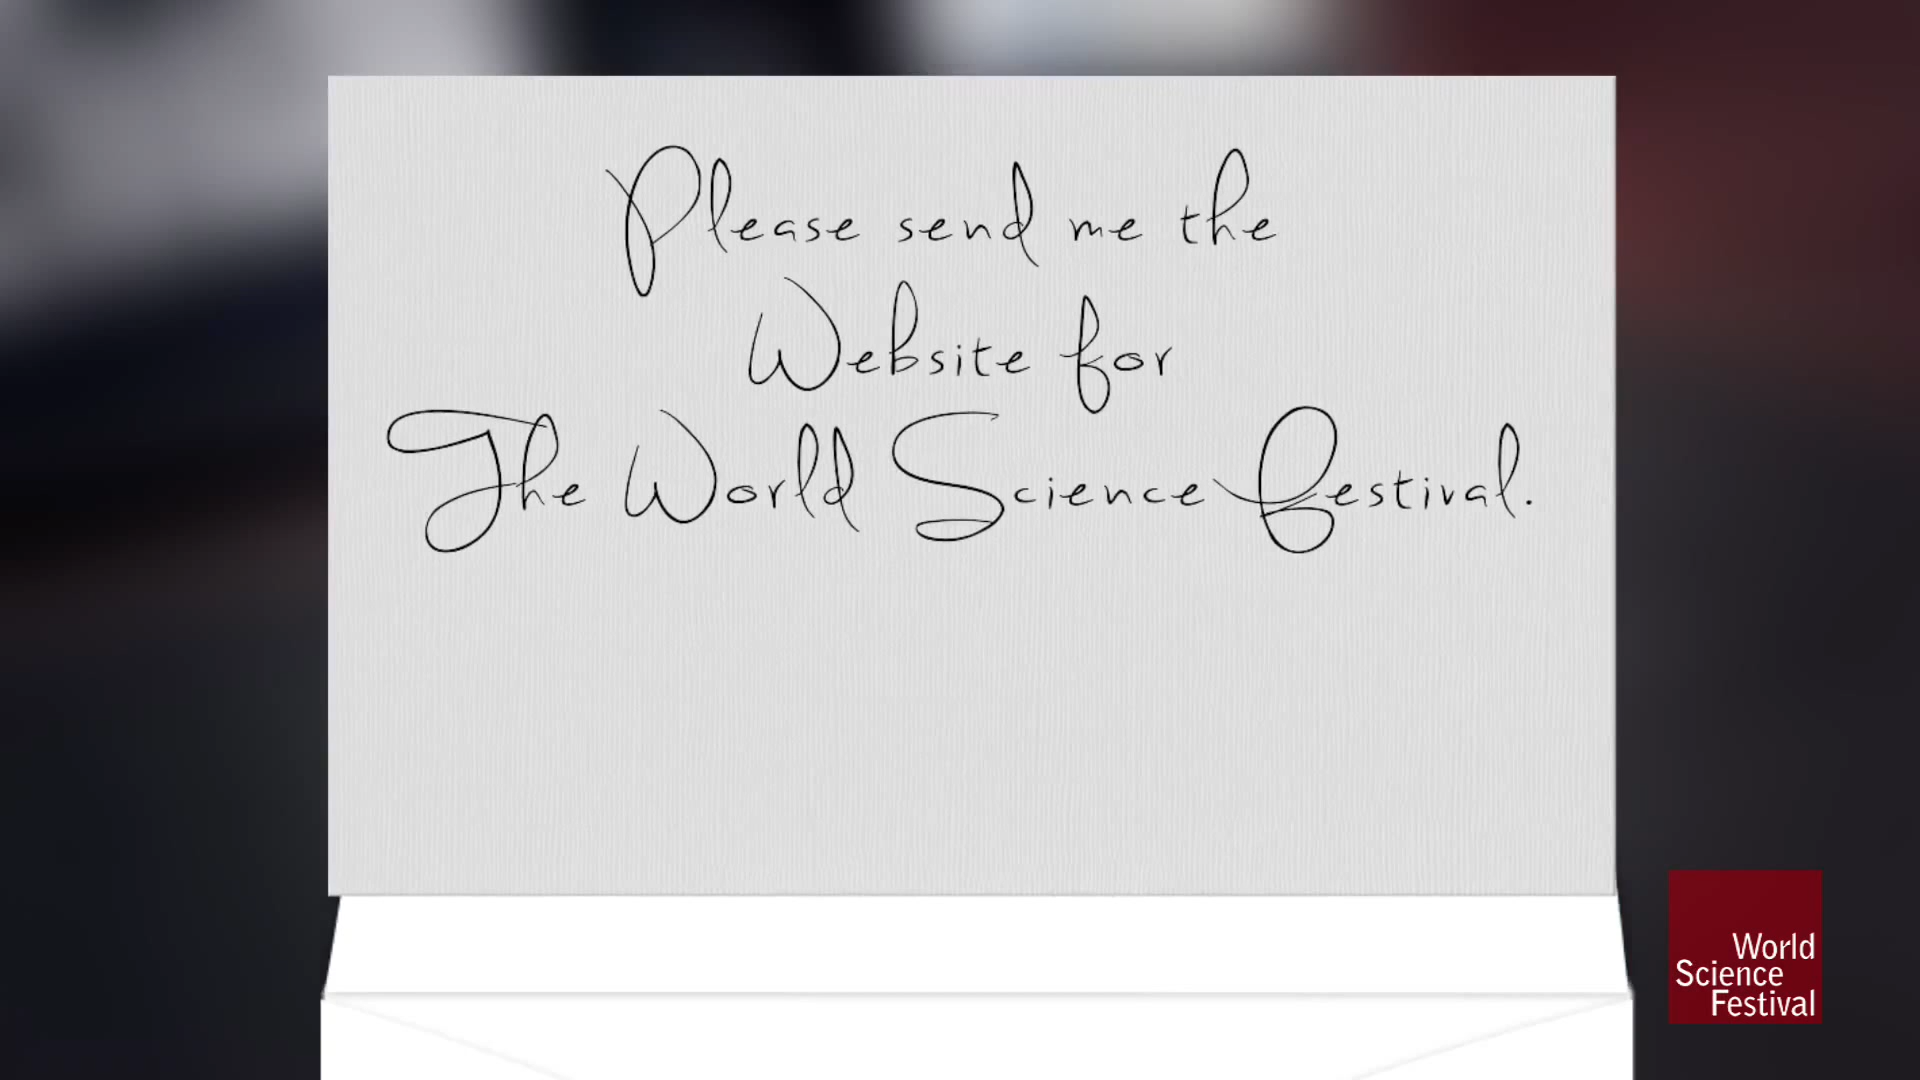 Please send me the
Website for
The World Science Festival.
World
Science
Festival